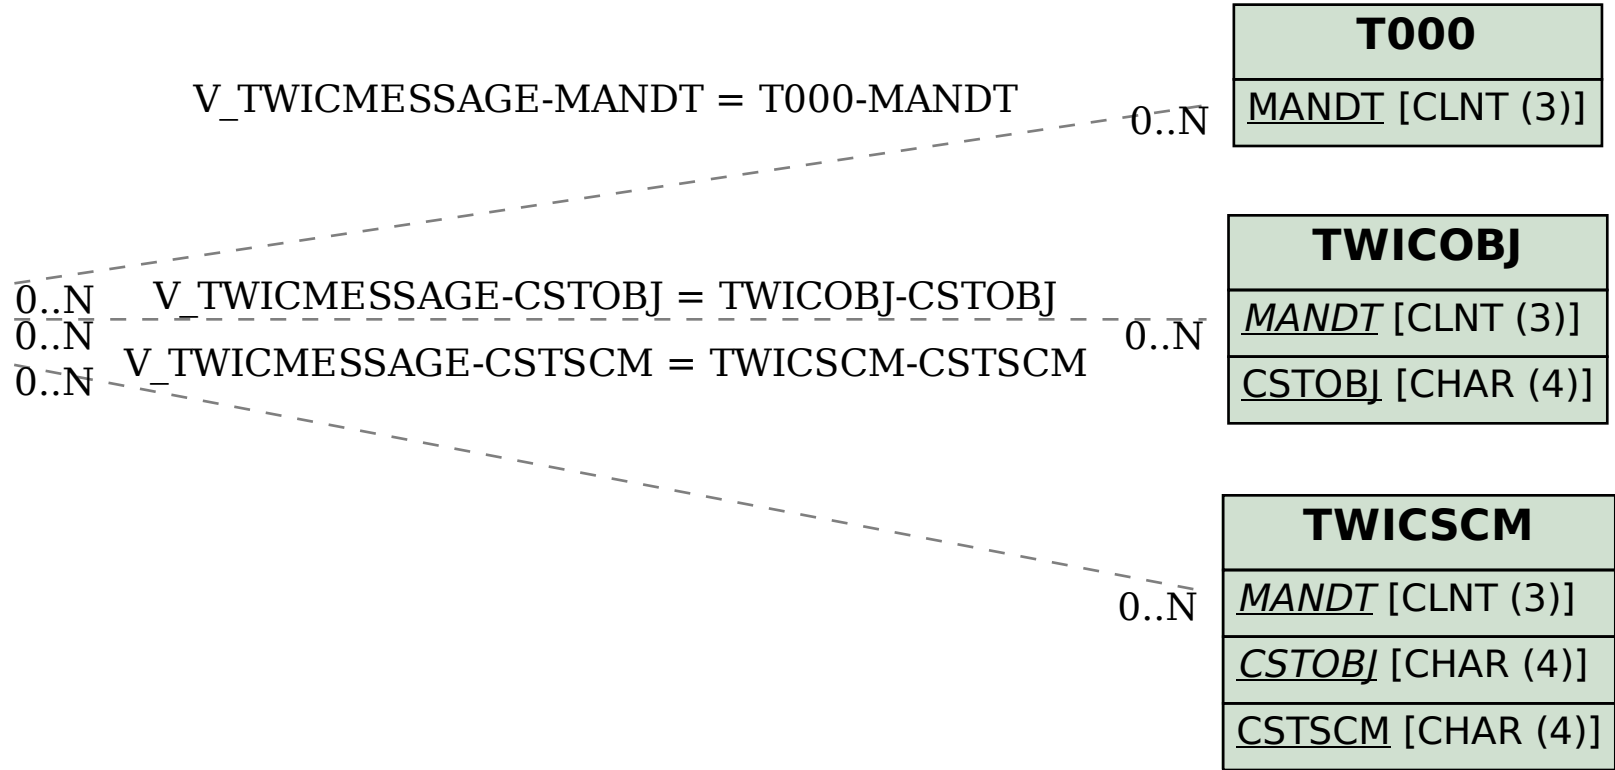 T000
MANDT [CLNT (3)]
V_TWICMESSAGE-MANDT = T000-MANDT
0..N
TWICOBJ
MANDT [CLNT (3)]
CSTOBJ [CHAR (4)]
0..N
V_TWICMESSAGE-CSTOBJ = TWICOBJ-CSTOBJ
0..N
0..N
V_TWICMESSAGE-CSTSCM = TWICSCM-CSTSCM
0..N
TWICSCM
MANDT [CLNT (3)]
CSTOBJ [CHAR (4)]
CSTSCM [CHAR (4)]
0..N